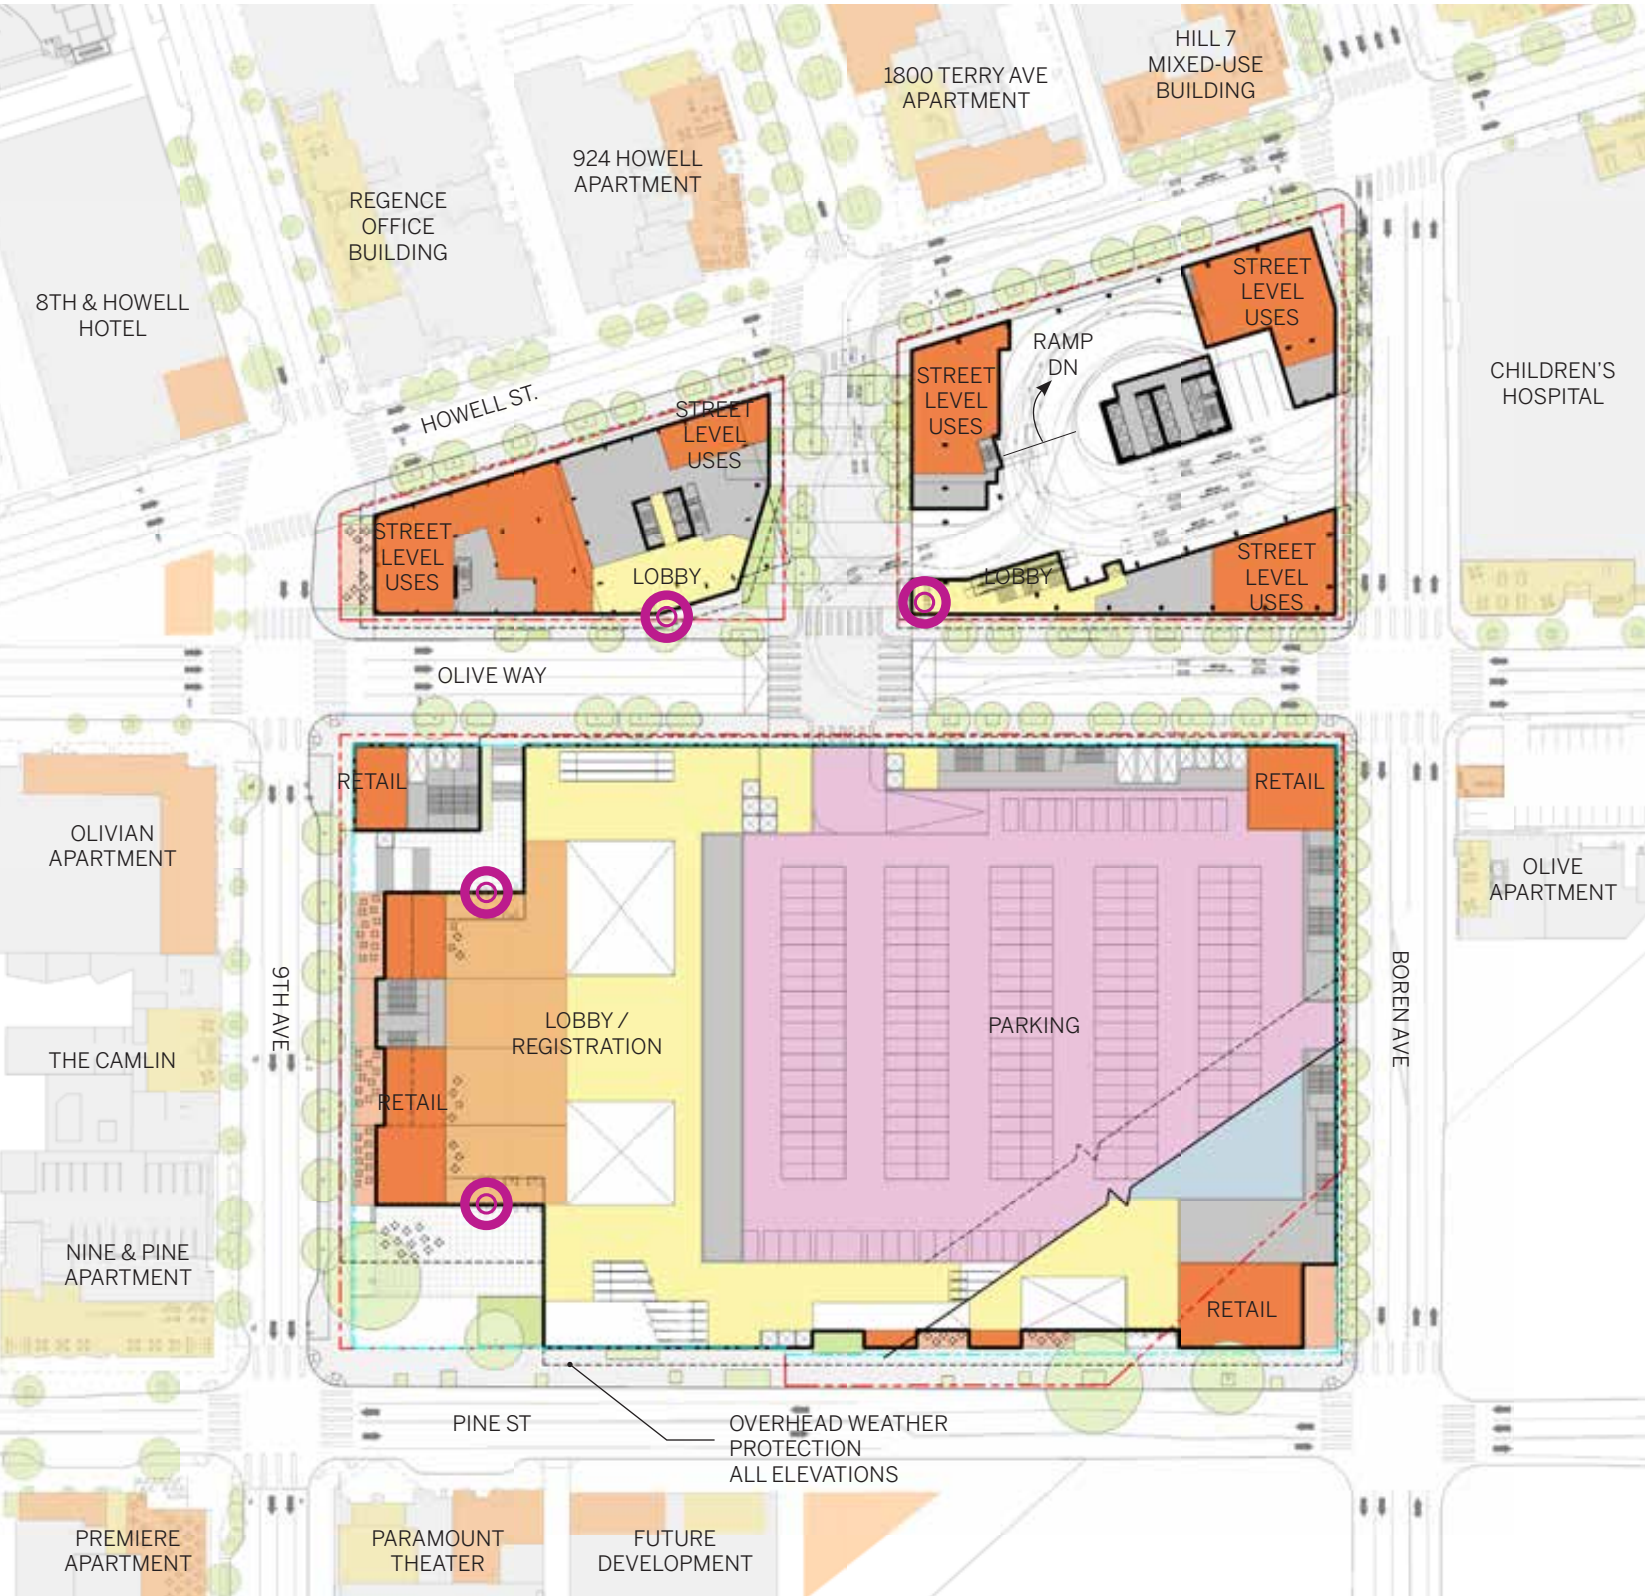 HILL 7
MIXED-USE
BUILDING
1800 TERRY AVE
APARTMENT
924 HOWELL
APARTMENT
REGENCE
OFFICE
BUILDING
8TH & HOWELL
HOTEL
STREET
LEVEL
USES
RAMP
DN
STREET
LEVEL
USES
CHILDREN'S
HOSPITAL
HOWELL ST.
STREET
LEVEL
USES
STREET
LEVEL
USES
LOBBY
LOBBY
STREET
LEVEL
USES
OLIVE WAY
RETAIL
RETAIL
OLIVIAN
APARTMENT
OLIVE
APARTMENT
9TH AVE
BOREN AVE
LOBBY /
REGISTRATION
PARKING
THE CAMLIN
RETAIL
NINE & PINE
APARTMENT
RETAIL
PINE ST
OVERHEAD WEATHER
PROTECTION
ALL ELEVATIONS
PREMIERE
APARTMENT
PARAMOUNT
THEATER
FUTURE
DEVELOPMENT